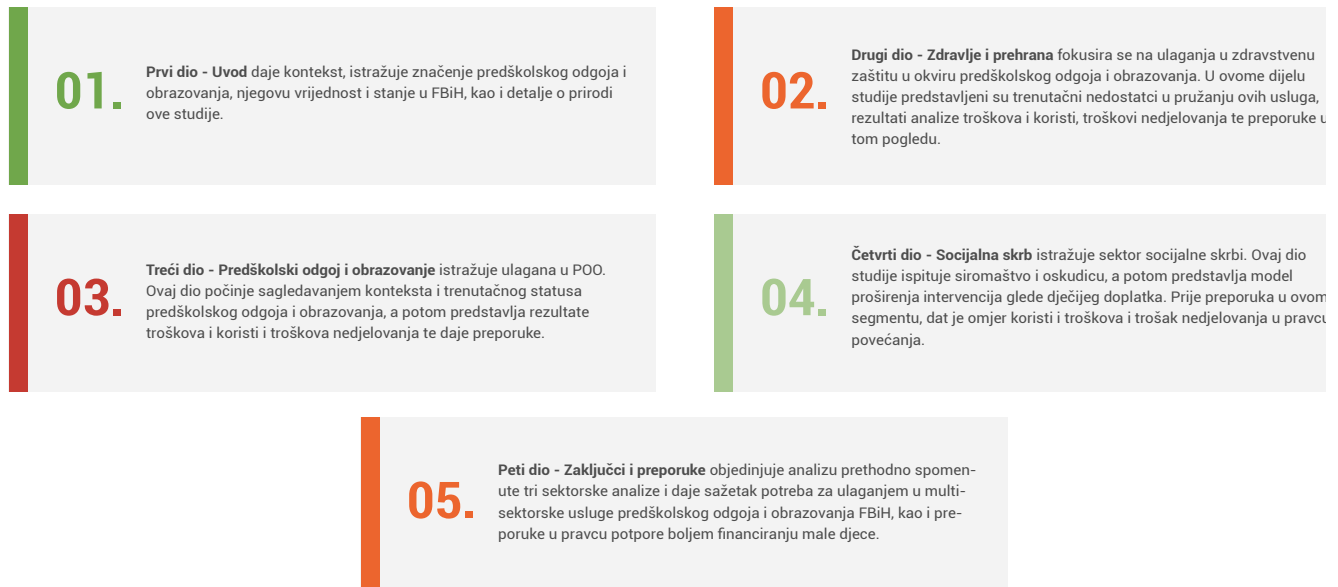 01.
Prvi dio - Uvod daje kontekst, istražuje značenje predškolskog odgoja i
obrazovanja, njegovu vrijednost i stanje u FBiH, kao i detalje o prirodi
ove studije.
02.
Drugi dio - Zdravlje i prehrana fokusira se na ulaganja u zdravstvenu
zaštitu u okviru predškolskog odgoja i obrazovanja. U ovome dijelu
studije predstavljeni su trenutačni nedostatci u pružanju ovih usluga,
rezultati analize troškova i koristi, troškovi nedjelovanja te preporuke u
tom pogledu.
03.
Treći dio - Predškolski odgoj i obrazovanje istražuje ulagana u POO.
Ovaj dio počinje sagledavanjem konteksta i trenutačnog statusa
predškolskog odgoja i obrazovanja, a potom predstavlja rezultate
troškova i koristi i troškova nedjelovanja te daje preporuke.
04.
Četvrti dio - Socijalna skrb istražuje sektor socijalne skrbi. Ovaj dio
studije ispituje siromaštvo i oskudicu, a potom predstavlja model
proširenja intervencija glede dječijeg doplatka. Prije preporuka u ovom
segmentu, dat je omjer koristi i troškova i trošak nedjelovanja u pravcu
povećanja.
05.
Peti dio - Zaključci i preporuke objedinjuje analizu prethodno spomen-
ute tri sektorske analize i daje sažetak potreba za ulaganjem u multi-
sektorske usluge predškolskog odgoja i obrazovanja FBiH, kao i pre-
poruke u pravcu potpore boljem financiranju male djece.